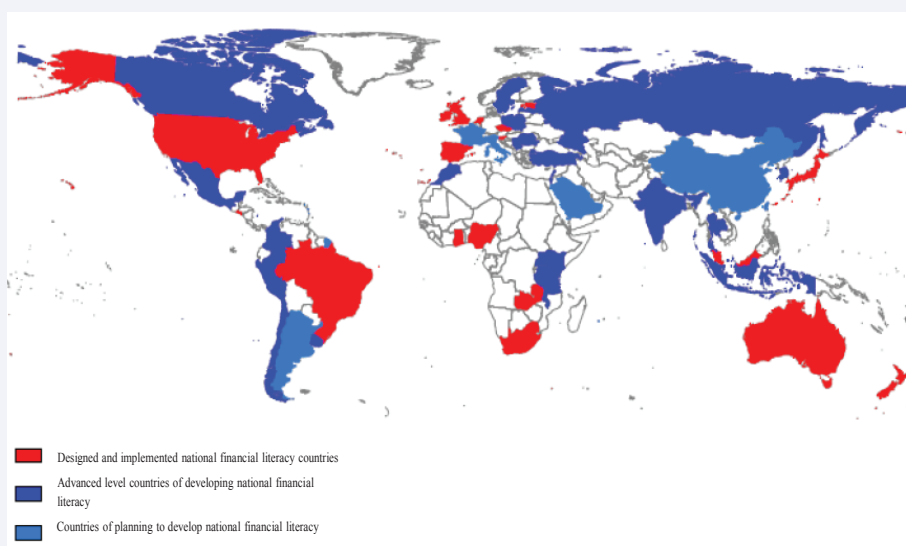 Designed and implemented national financial literacy countries
Advanced level countries of developing national financial
literacy
Countries of planning to develop national financial literacy